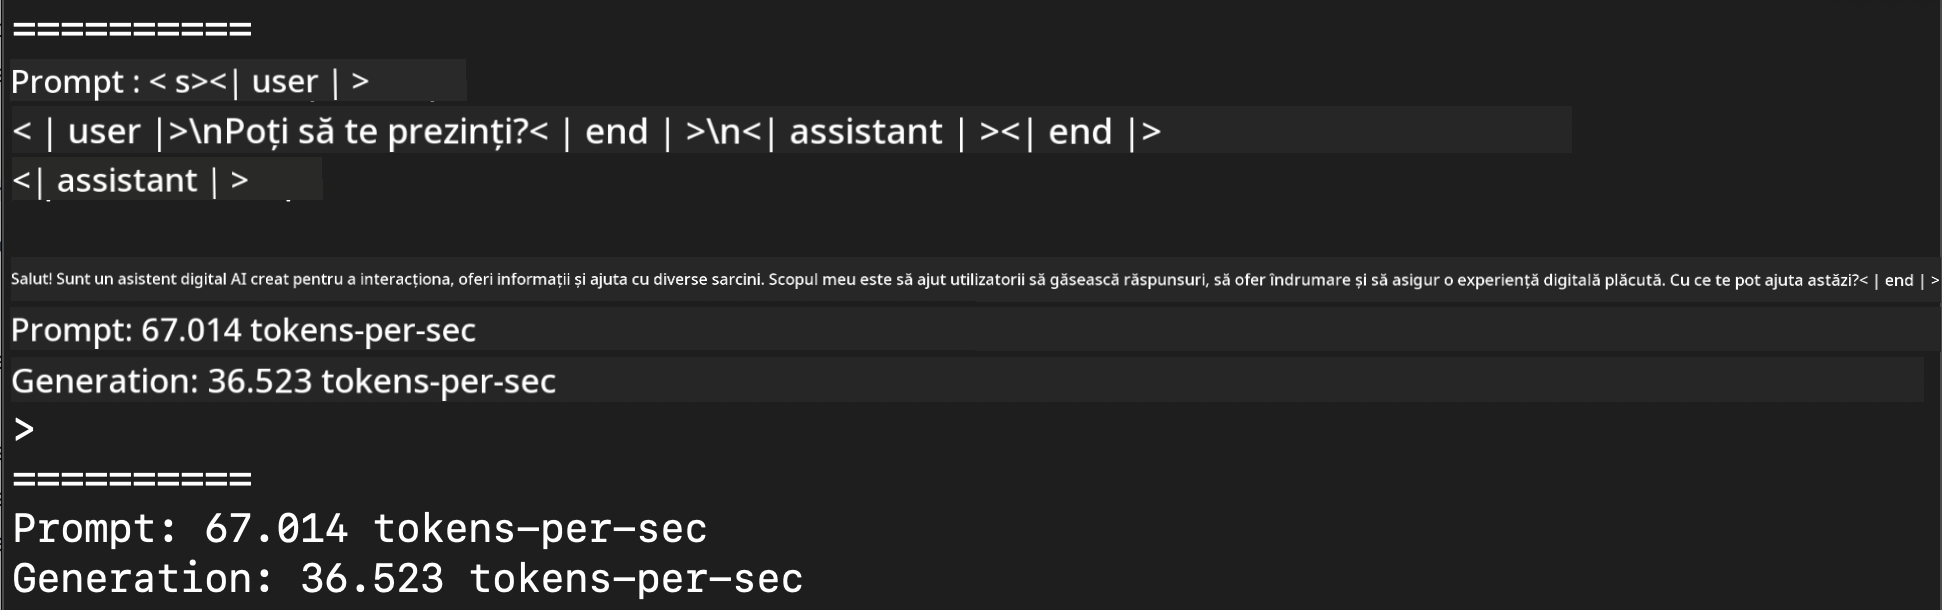 ==========
Prompt : < s><| user | >
< | user |>\nPoți să te prezinți?< | end | >\n<| assistant | ><| end |>
<| assistant | >
Salut! Sunt un asistent digital AI creat pentru a interacționa, oferi informații și ajuta cu diverse sarcini. Scopul meu este să ajut utilizatorii să găsească răspunsuri, să ofer îndrumare și să asigur o experiență digitală plăcută. Cu ce te pot ajuta astăzi?< | end | >
Prompt: 67.014 tokens-per-sec
Generation: 36.523 tokens-per-sec
>
==========
Prompt: 67.014 tokens-per-sec
Generation: 36.523 tokens-per-sec